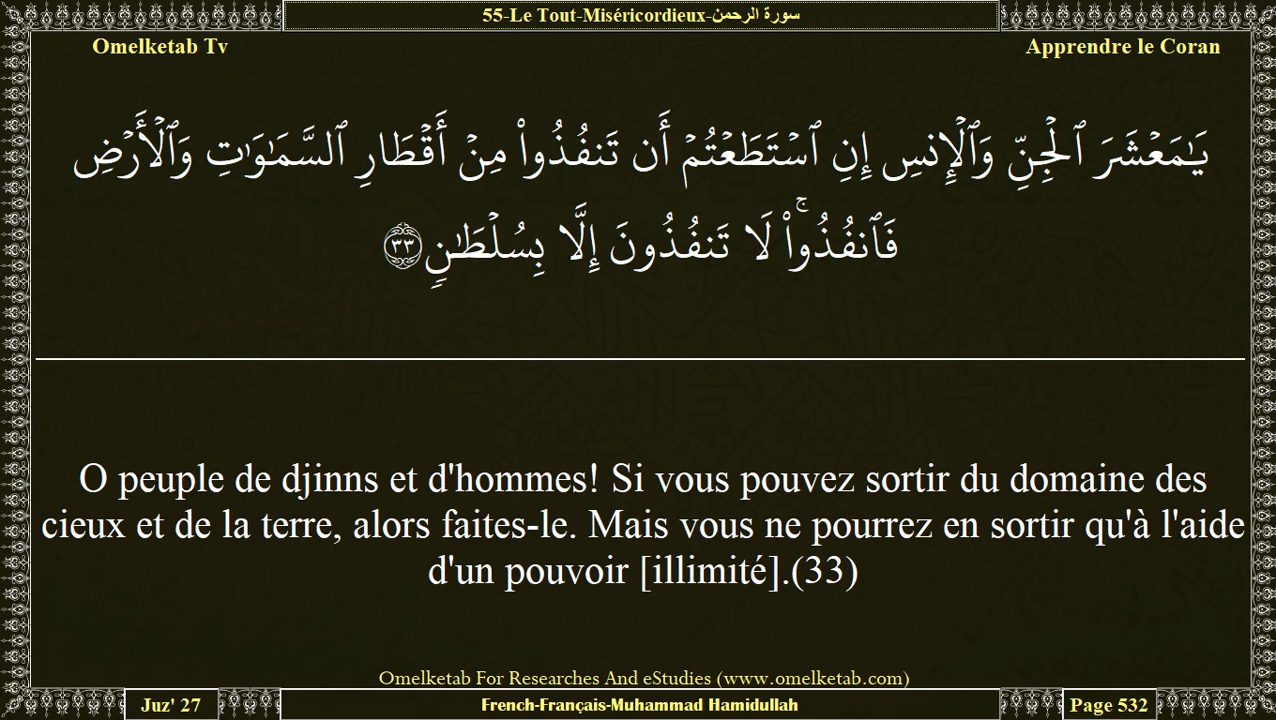 55-Le Tout-Miséricordieux-سورة الرحمن
Omelketab Tv
Apprendre le Coran
يَٰمَعۡشَرَ ٱلۡجِنِّ وَٱلۡإِنسِ إِنِ ٱسۡتَطَعۡتُمۡ أَن تَنفُذُواْ مِنۡ أَقۡطَارِ ٱلسَّمَٰوَٰتِ وَٱلۡأَرۡضِ
فَٱنفُذُواْۚ لَا تَنفُذُونَ إِلَّا بِسُلۡطَٰنٖ ٣٣
O peuple de djinns et d'hommes! Si vous pouvez sortir du domaine des
cieux et de la terre, alors faites-le. Mais vous ne pourrez en sortir qu'à l'aide
d'un pouvoir [illimité].(33)
Omelketab For Researches And eStudies (www.omelketab.com)
Juz' 27
French-Français-Muhammad Hamidullah
Page 532